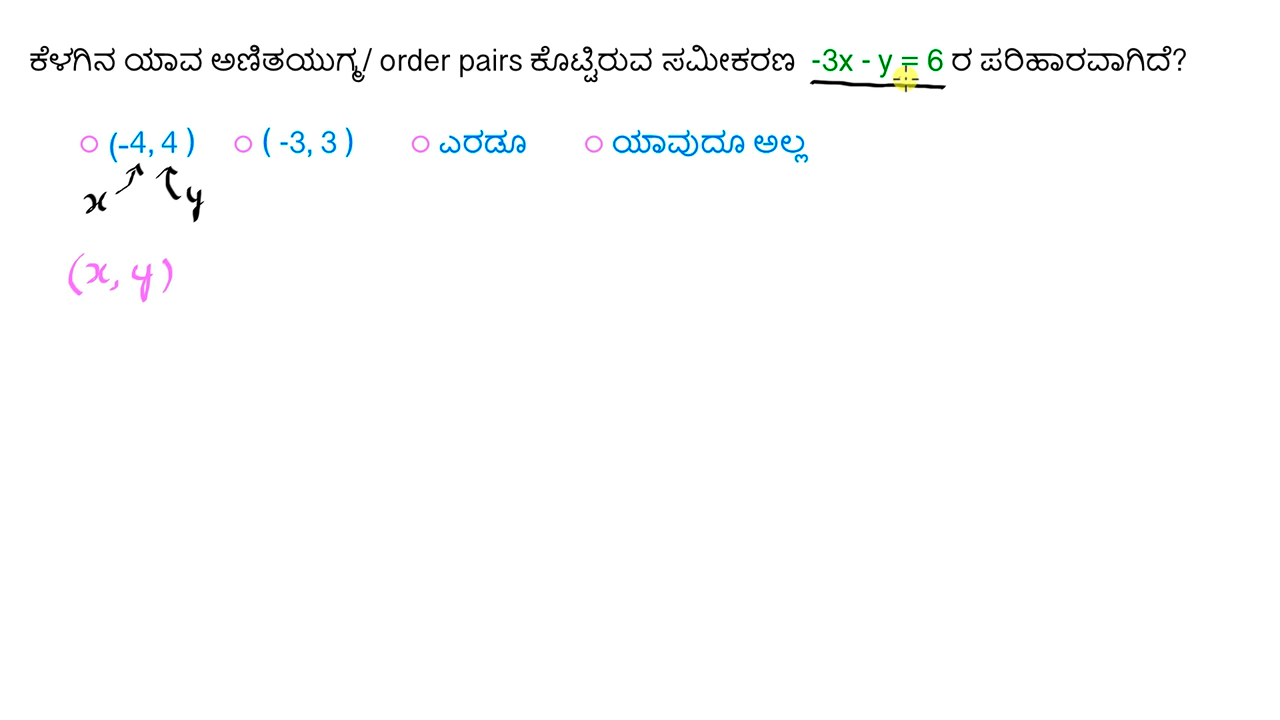 ಕೆಳಗಿನ ಯಾವ ಅಣಿತಯುಗ್ಮ/ order pairs ಕೊಟ್ಟಿರುವ ಸಮೀಕರಣ -3x - y = 6 ರ ಪರಿಹಾರವಾಗಿದೆ?
(-4, 4 ) ( -3, 3 ) ಎರಡೂ ಯಾವುದೂ ಅಲ್ಲ
x y
(x, y)